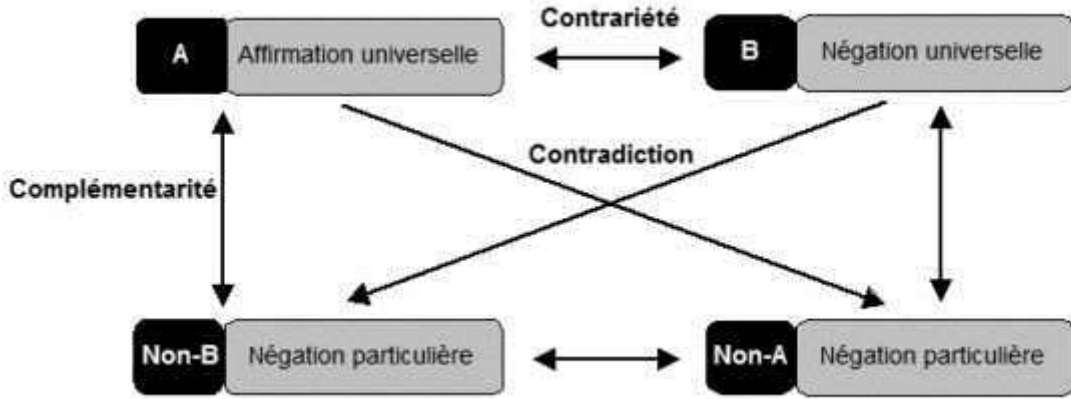 Contrariété
A Affirmation universelle
B Négation universelle
Contradiction
Complémentarité
Non-B Négation particulière
Non-A Négation particulière